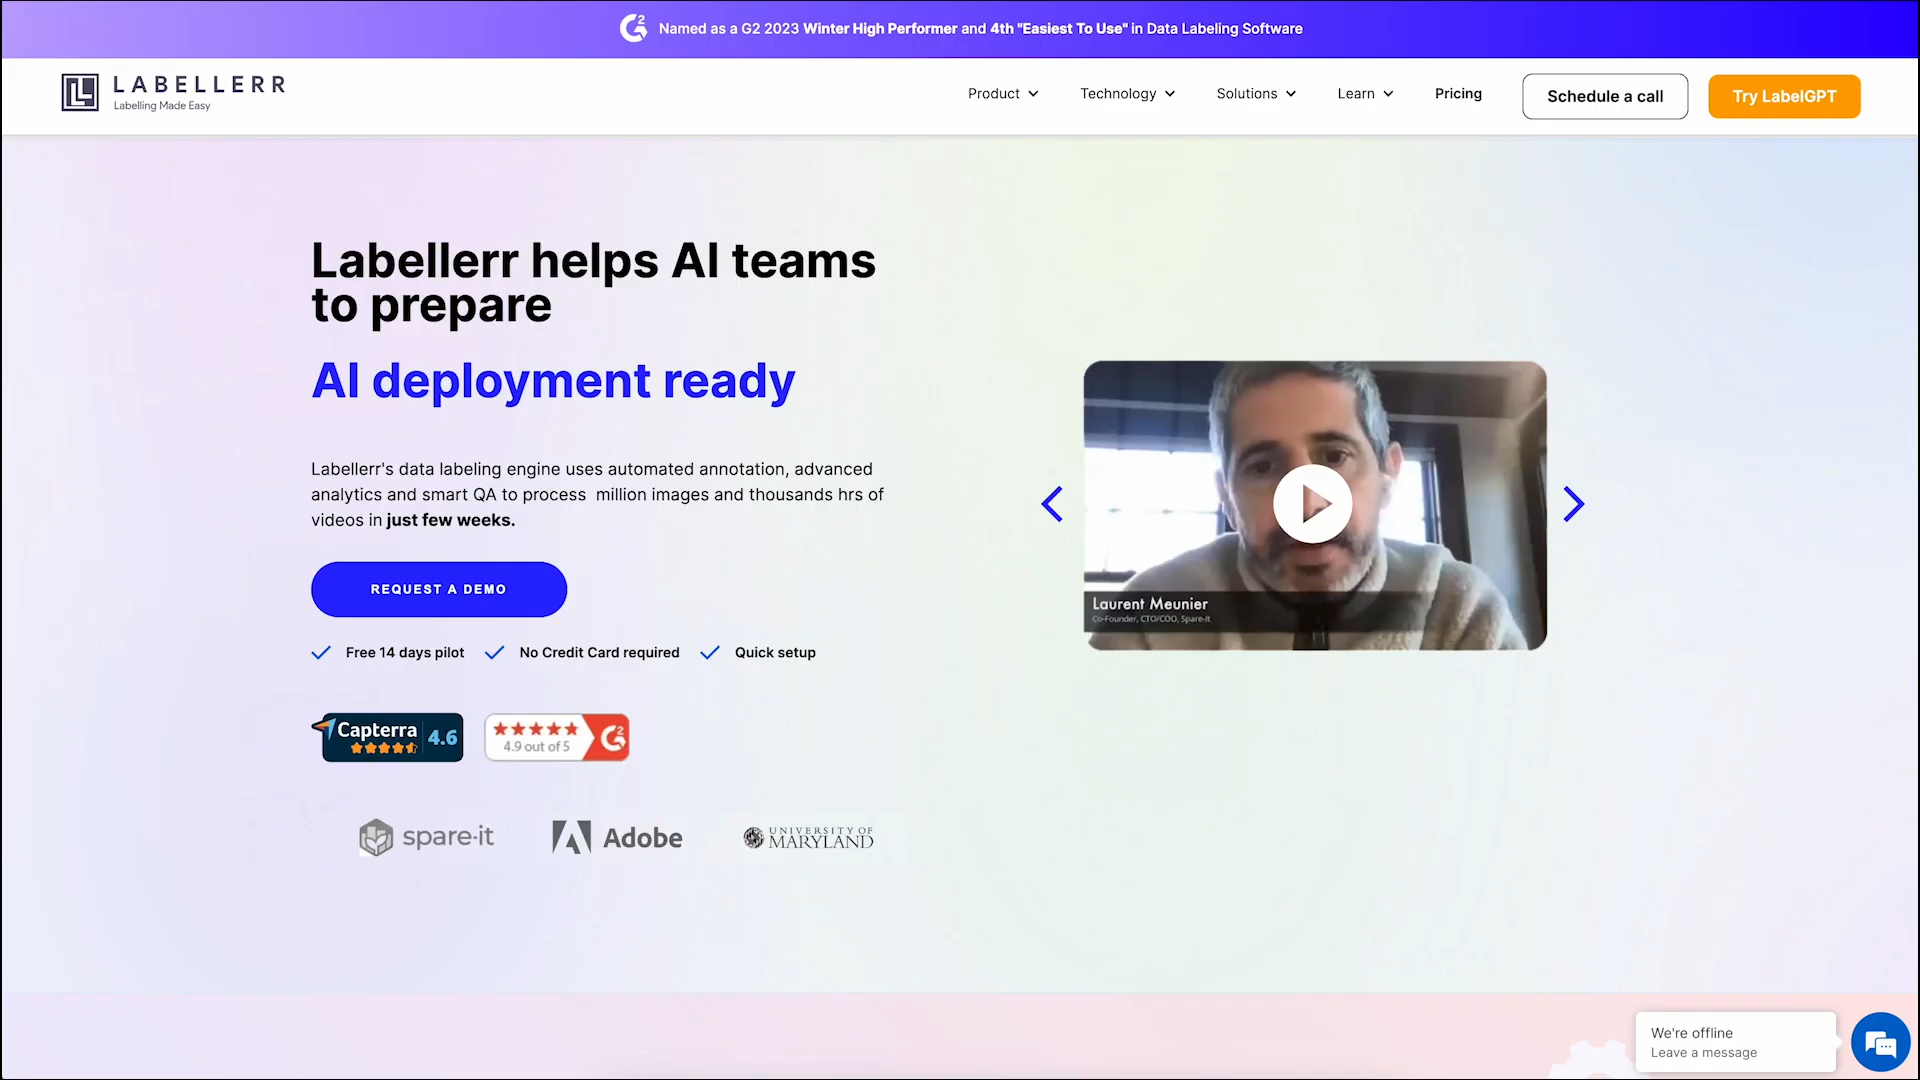 Named as a G2 2023 Winter High Performer and 4th "Easiest To Use" in Data Labeling Software
LABELLERR
Labelling Made Easy
Product
Technology
Solutions
Learn
Pricing
Schedule a call
Try LabelGPT
Labellerr helps AI teams
to prepare
AI deployment ready
Labellerr's data labeling engine uses automated annotation, advanced
analytics and smart QA to process million images and thousands hrs of
videos in just few weeks.
REQUEST A DEMO
Free 14 days pilot
No Credit Card required
Quick setup
Capterra 4.6
4.9 out of 5
G2
spare·it
Adobe
UNIVERSITY OF
MARYLAND
Laurent Meunier
Co-Founder, CTO/COO, Spare-It
We're offline
Leave a message